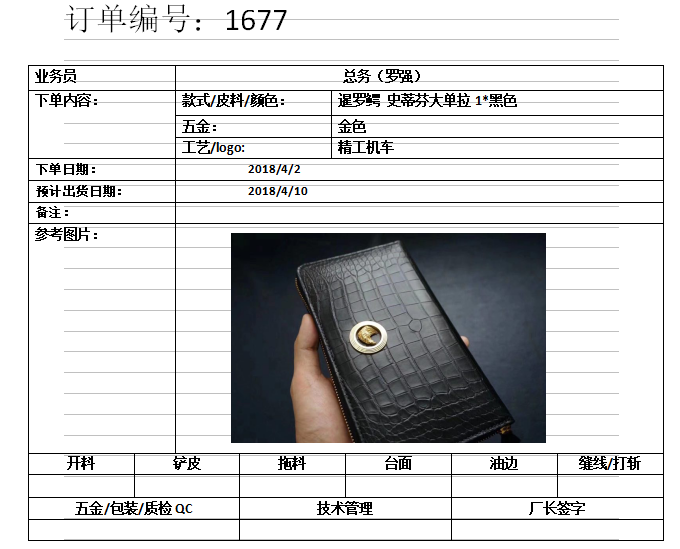 订单编号：1677
业务员 总务（罗强）
下单内容： 款式/皮料/颜色： 暹罗鳄 史蒂芬大单拉 1*黑色
五金： 金色
工艺/logo: 精工机车
下单日期： 2018/4/2
预计出货日期： 2018/4/10
备注：
参考图片：
开料 铲皮 拖料 台面 油边 缝线/打斩
五金/包装/质检 QC 技术管理 厂长签字